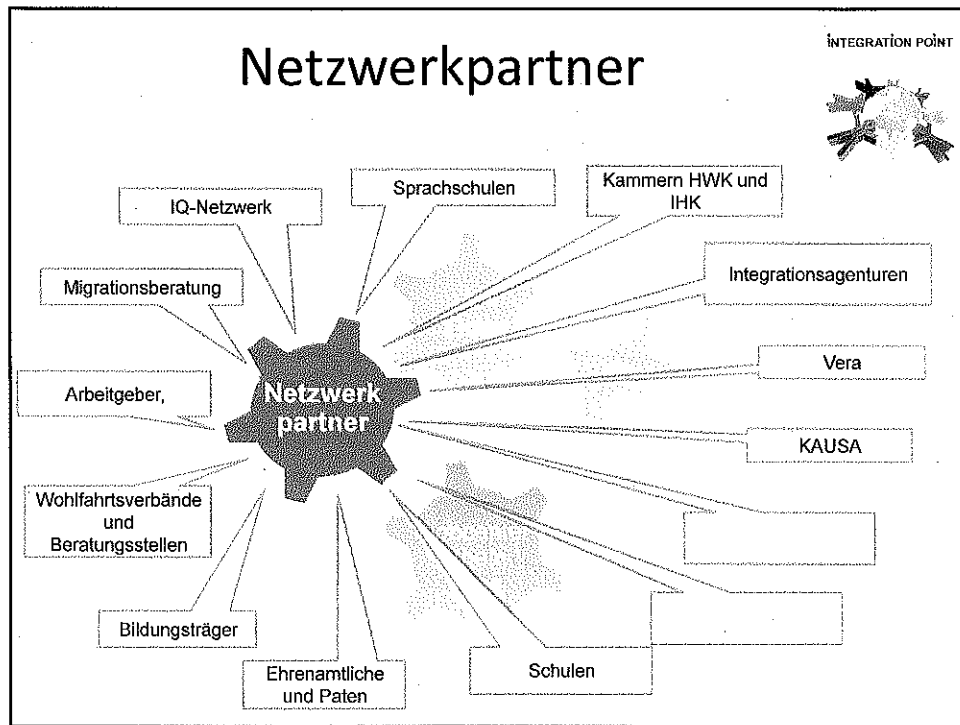 Netzwerkpartner
INTEGRATION POINT
Sprachschulen
Kammern HWK und
IHK
IQ-Netzwerk
Integrationsagenturen
Migrationsberatung
Vera
Arbeitgeber,
Netzwerk
partner
KAUSA
Wohlfahrtsverbände
und
Beratungsstellen
Bildungsträger
Ehrenamtliche
und Paten
Schulen